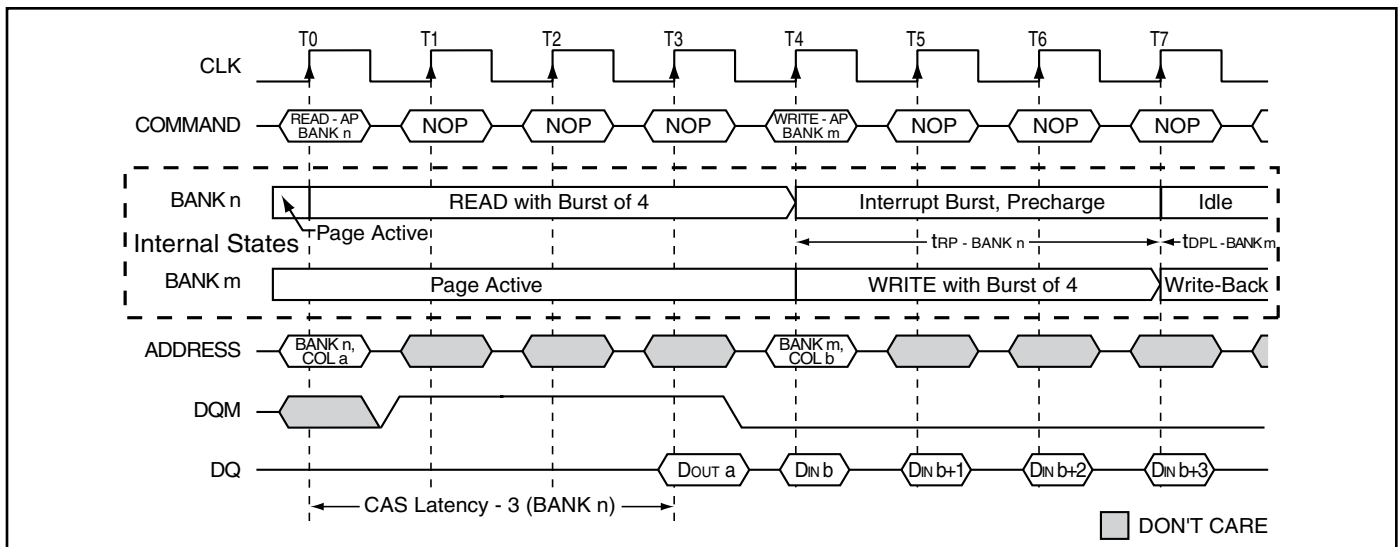 T0 T1 T2 T3 T4 T5 T6 T7
CLK
COMMAND READ - AP BANK n NOP NOP NOP WRITE - AP BANK m NOP NOP NOP
BANK n READ with Burst of 4 Interrupt Burst, Precharge Idle
Internal States Page Active tRP - BANK n tDPL - BANK m
BANK m Page Active WRITE with Burst of 4 Write-Back
ADDRESS BANK n, COL a BANK m, COL b
DQM
DQ DOUT a DIN b DIN b+1 DIN b+2 DIN b+3
CAS Latency - 3 (BANK n)
DON'T CARE